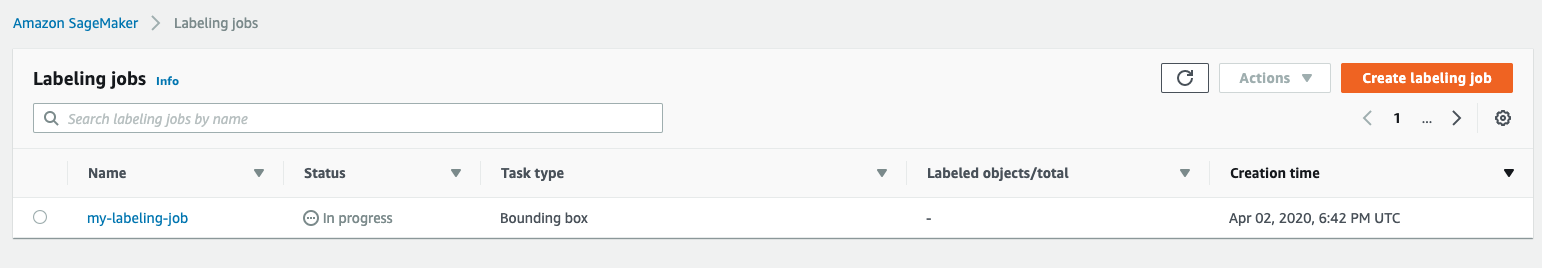 Amazon SageMaker > Labeling jobs
Labeling jobs Info
Actions
Create labeling job
Search labeling jobs by name
1 ...
Name Status Task type Labeled objects/total Creation time
my-labeling-job In progress Bounding box - Apr 02, 2020, 6:42 PM UTC